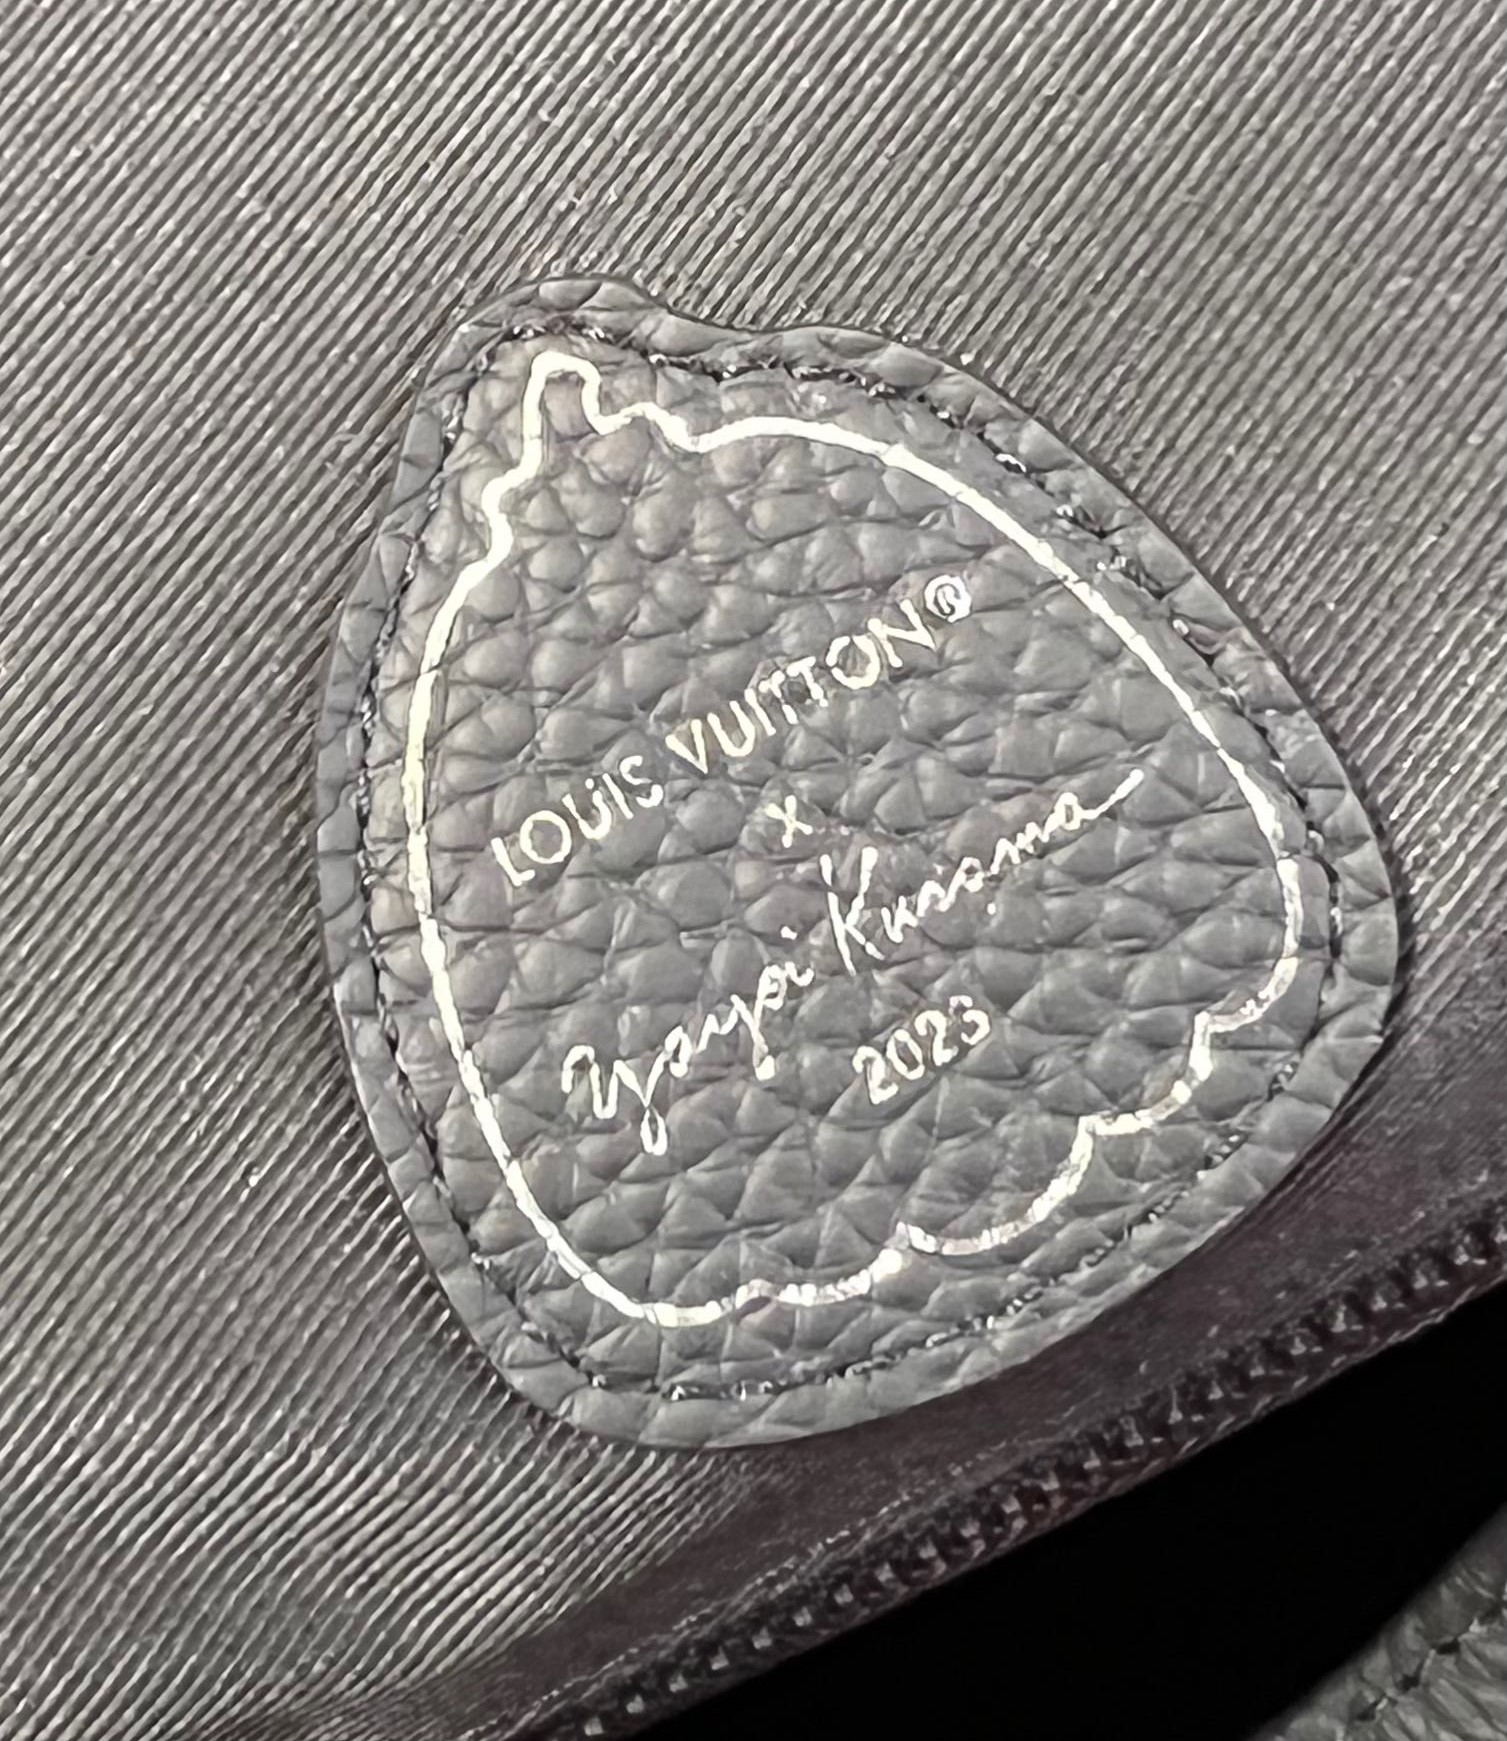 LOUIS VUITTON®
x
Yayoi Kusama
2023